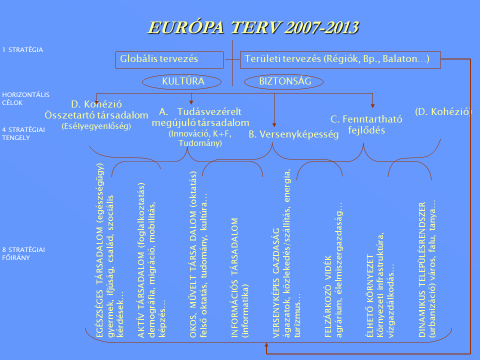 EURÓPA TERV 2007-2013
1 STRATÉGIA
Globális tervezés
Területi tervezés (Régiók, Bp., Balaton…)
KULTÚRA
BIZTONSÁG
HORIZONTÁLIS
CÉLOK
4 STRATÉGIAI
TENGELY
D. Kohézió
Összetartó társadalom
(Esélyegyenlőség)
A. Tudásvezérelt
megújuló társadalom
(Innováció, K+F,
Tudomány)
B. Versenyképesség
C. Fenntartható
fejlődés
(D. Kohézió)
8 STRATÉGIAI
FŐIRÁNY
EGÉSZSÉGES TÁRSADALOM (egészségügy)
gyermek, ifjúság, család, szociális
kérdések…
AKTÍV TÁRSADALOM (foglalkoztatás)
demográfia, migráció, mobilitás,
képzés…
OKOS, MŰVELT TÁRSADALOM (oktatás)
felső oktatás, tudomány, kultúra…
INFORMÁCIÓS TÁRSADALOM
(informatika)
VERSENYKÉPES GAZDASÁG
ágazatok, közlekedés/szállítás, energia,
turizmus…
FELZÁRKÓZÓ VIDÉK
agrárium, élelmiszergazdaság…
ÉLHETŐ KÖRNYEZET
környezeti infrastruktúra,
vízgazdálkodás…
DINAMIKUS TELEPÜLÉSRENDSZER
(urbanizáció) város, falu, tanya…